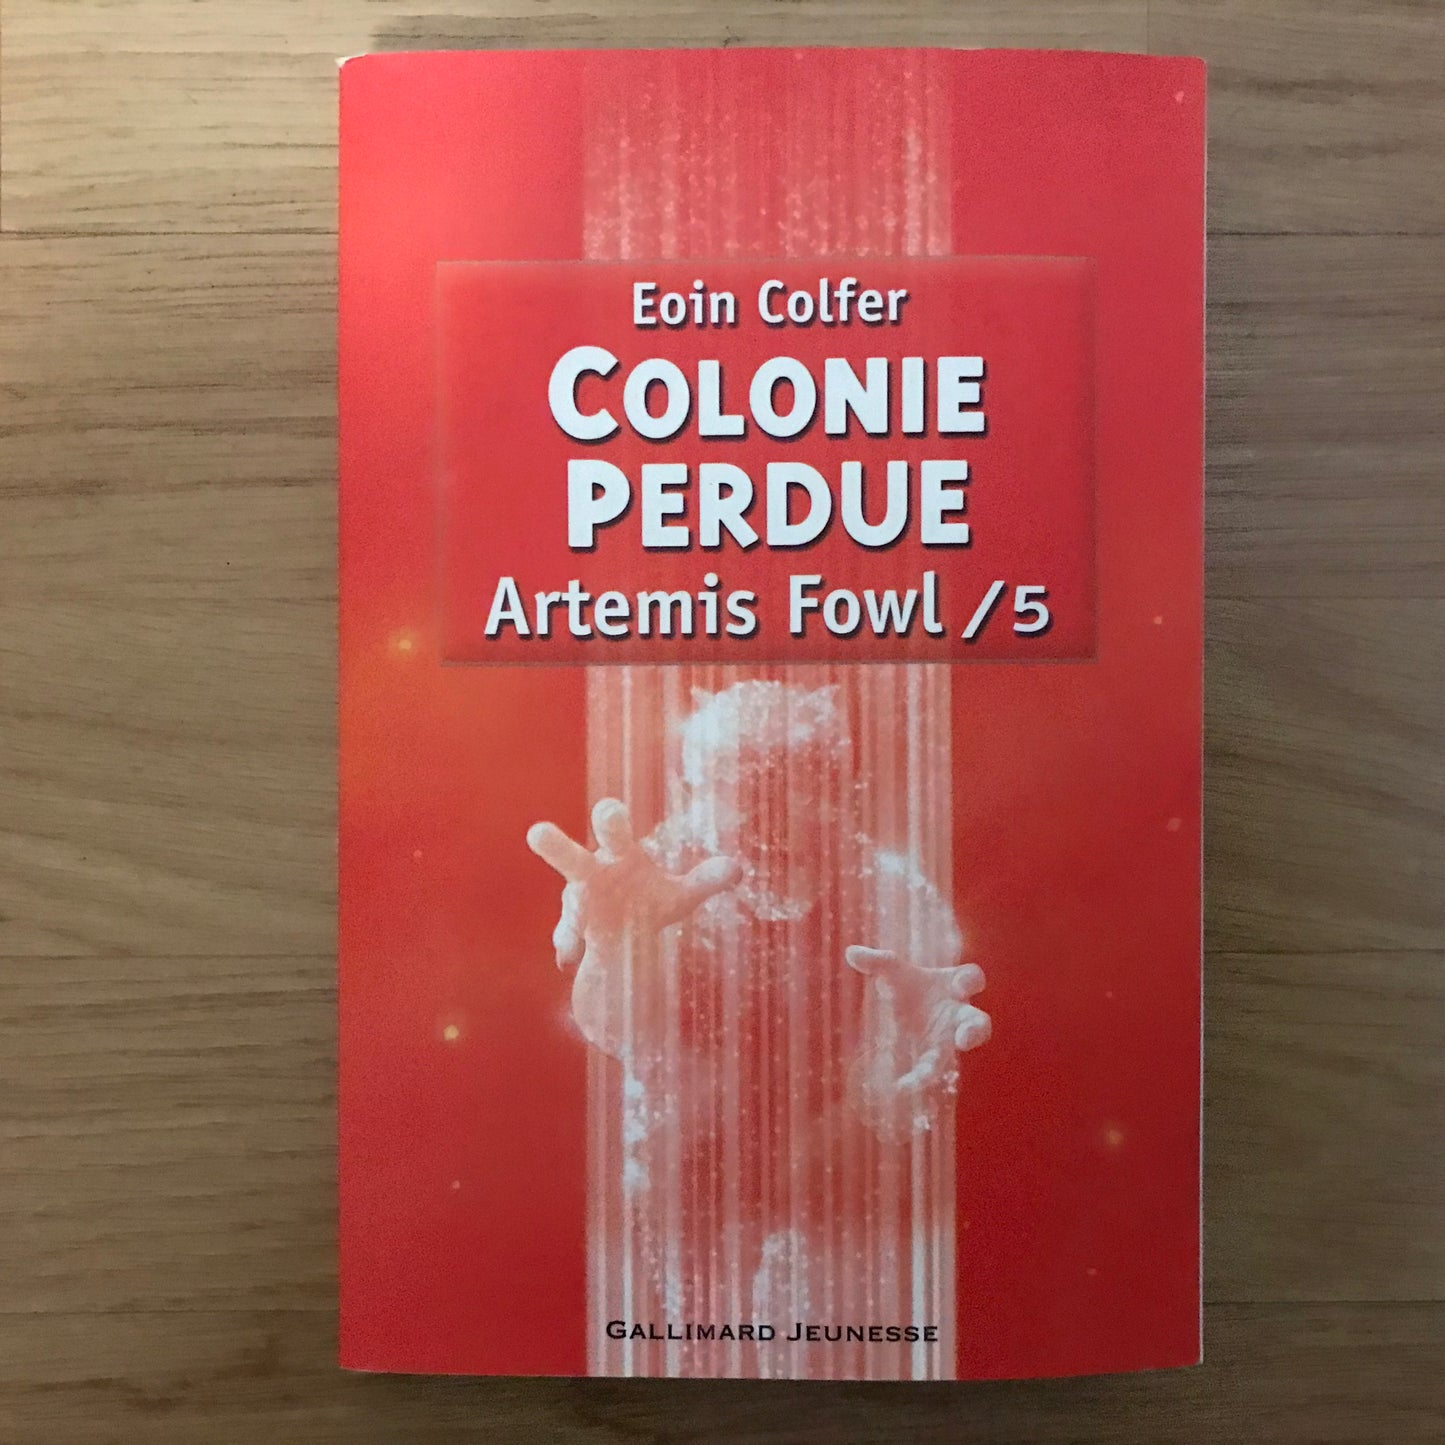 Eoin Colfer
COLONIE
PERDUE
Artemis Fowl /5
GALLIMARD JEUNESSE